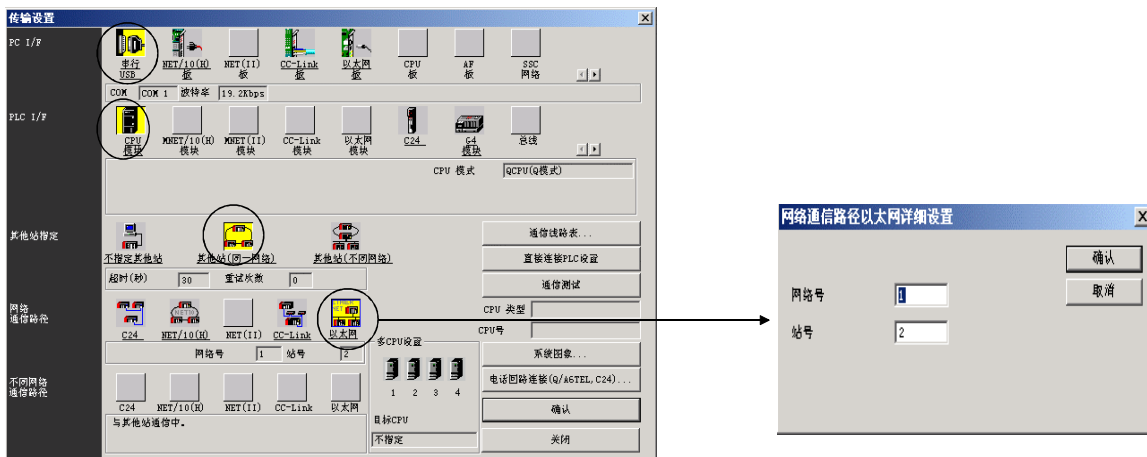 传输设置
PC I/F
串行 USB
NET/10(H) 板
NET(II) 板
CC-Link 板
以太网 板
CPU 板
AF 板
SSC 网络
COM COM 1 波特率 19.2Kbps
PLC I/F
CPU 模块
MNET/10(H) 模块
MNET(II) 模块
CC-Link 模块
以太网 模块
C24
G4 模块
总线
CPU 模式 QCPU(Q模式)
其他站指定
不指定其他站
其他站(同一网络)
其他站(不同网络)
超时(秒) 30 重试次数 0
网络 通信路径
C24
NET/10(H)
NET(II)
CC-Link
以太网
网络号 1 站号 2
不同网络 通信路径
C24
NET/10(H)
NET(II)
CC-Link
以太网
与其他站通信中.
多CPU设置
1 2 3 4
目标CPU
不指定
通信线路表...
直接连接PLC设置
通信测试
CPU 类型
CPU号
系统图象...
电话回路连接(Q/A6TEL,C24)...
确认
关闭
网络通信路径以太网详细设置
网络号 1
站号 2
确认
取消